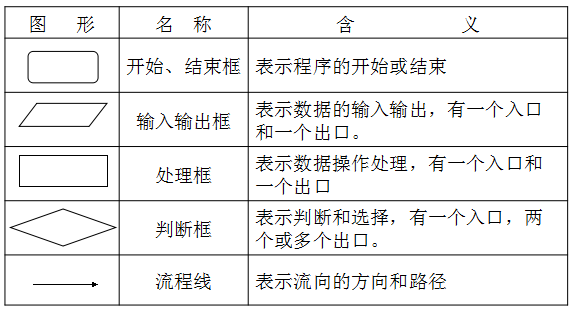 图 形 名 称 含 义
开始、结束框 表示程序的开始或结束
输入输出框 表示数据的输入输出，有一个入口
和一个出口。
处理框 表示数据操作处理，有一个入口和
一个出口
判断框 表示判断和选择，有一个入口，两
个或多个出口。
流程线 表示流向的方向和路径